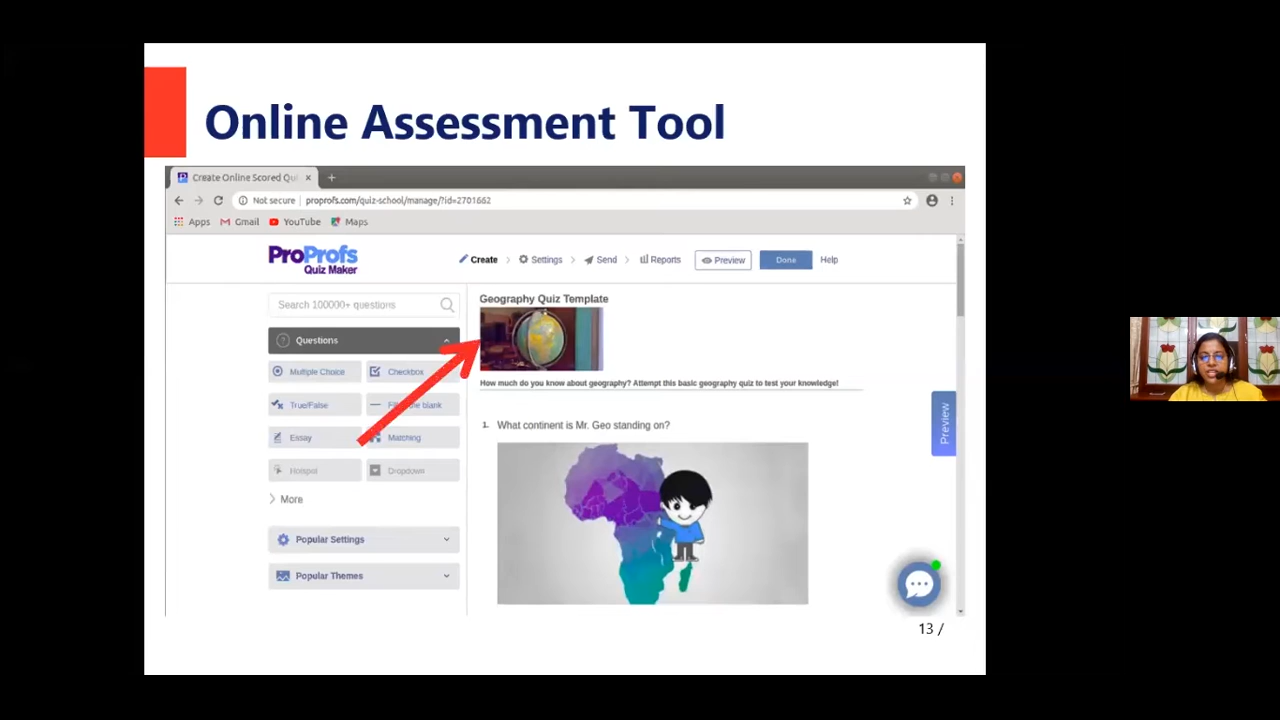 Online Assessment Tool
Create Online Scored Qui
Not secure | proprofs.com/quiz-school/manage/?id=2701662
Apps Gmail YouTube Maps
ProProfs
Quiz Maker
Create Settings Send Reports Preview Done Help
Search 100000+ questions
Questions
Multiple Choice Checkbox
True/False Fill the blank
Essay Matching
Hotspot Dropdown
More
Popular Settings
Popular Themes
Geography Quiz Template
How much do you know about geography? Attempt this basic geography quiz to test your knowledge!
1. What continent is Mr. Geo standing on?
Preview
13 /